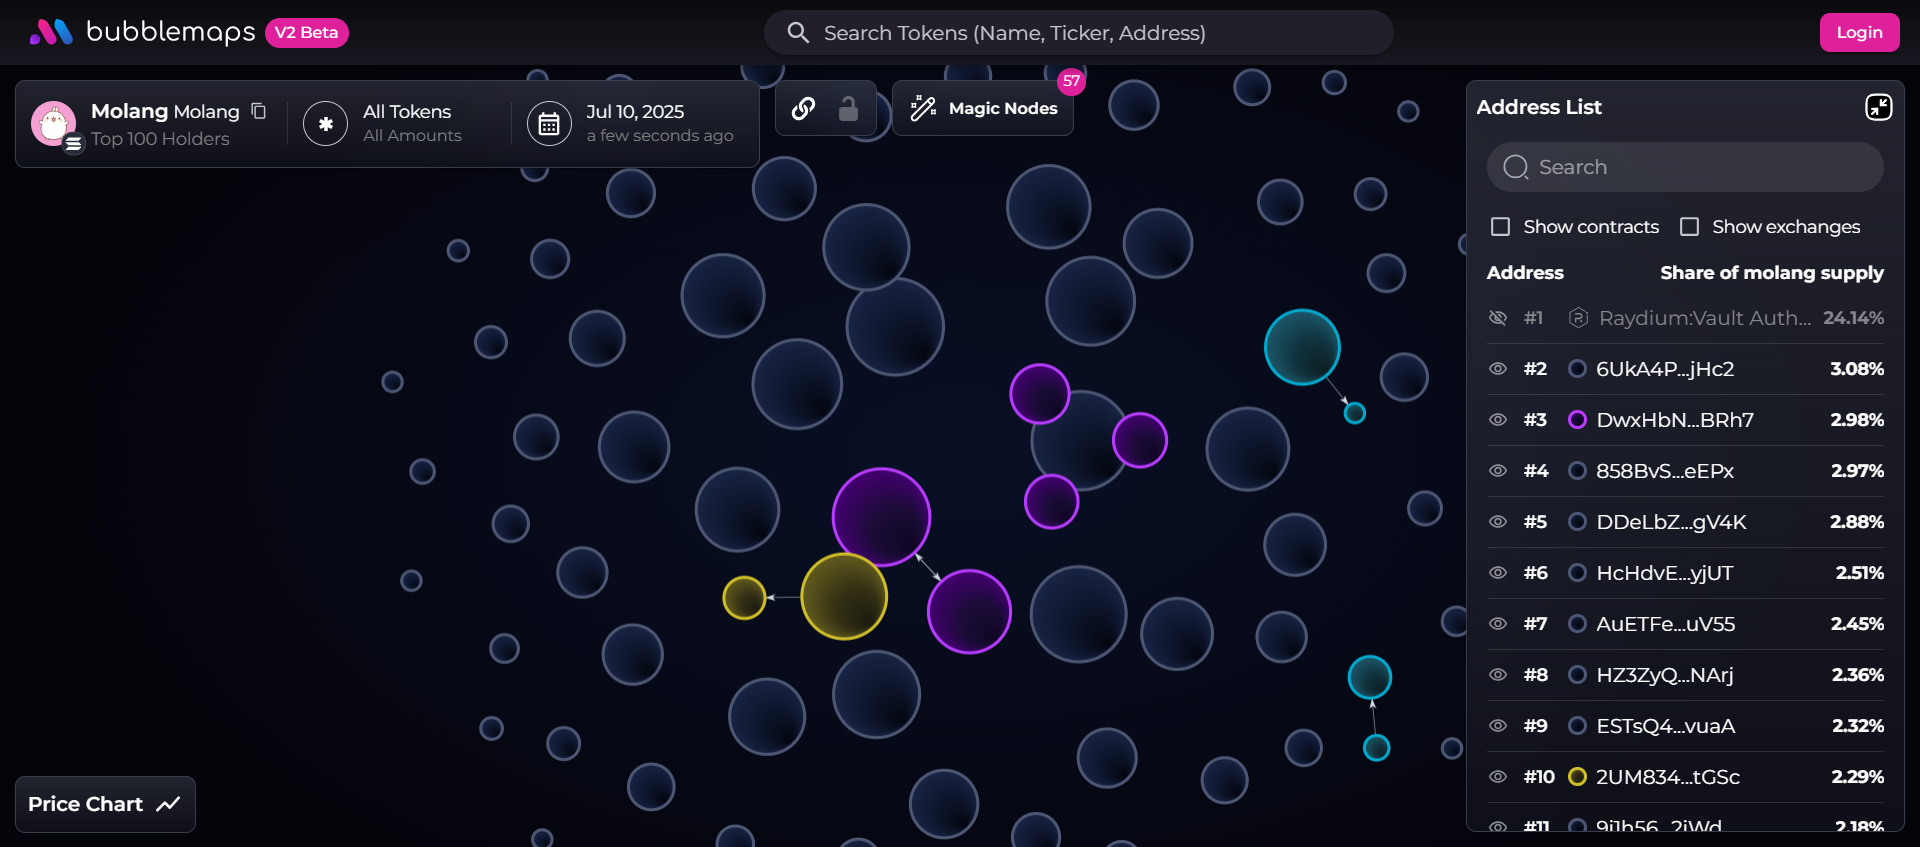 bubblemaps V2 Beta
Search Tokens (Name, Ticker, Address)
Login
Molang Molang
Top 100 Holders
All Tokens
All Amounts
Jul 10, 2025
a few seconds ago
57
Magic Nodes
Address List
Search
Show contracts Show exchanges
Address Share of molang supply
#1 Raydium:Vault Auth... 24.14%
#2 6UkA4P...jHc2 3.08%
#3 DwxHbN...BRh7 2.98%
#4 858BvS...eEPx 2.97%
#5 DDeLbZ...gV4K 2.88%
#6 HcHdvE...yjUT 2.51%
#7 AuETFe...uV55 2.45%
#8 HZ3ZyQ...NArj 2.36%
#9 ESTsQ4...vuaA 2.32%
#10 2UM834...tGSc 2.29%
#11 2.18%
Price Chart